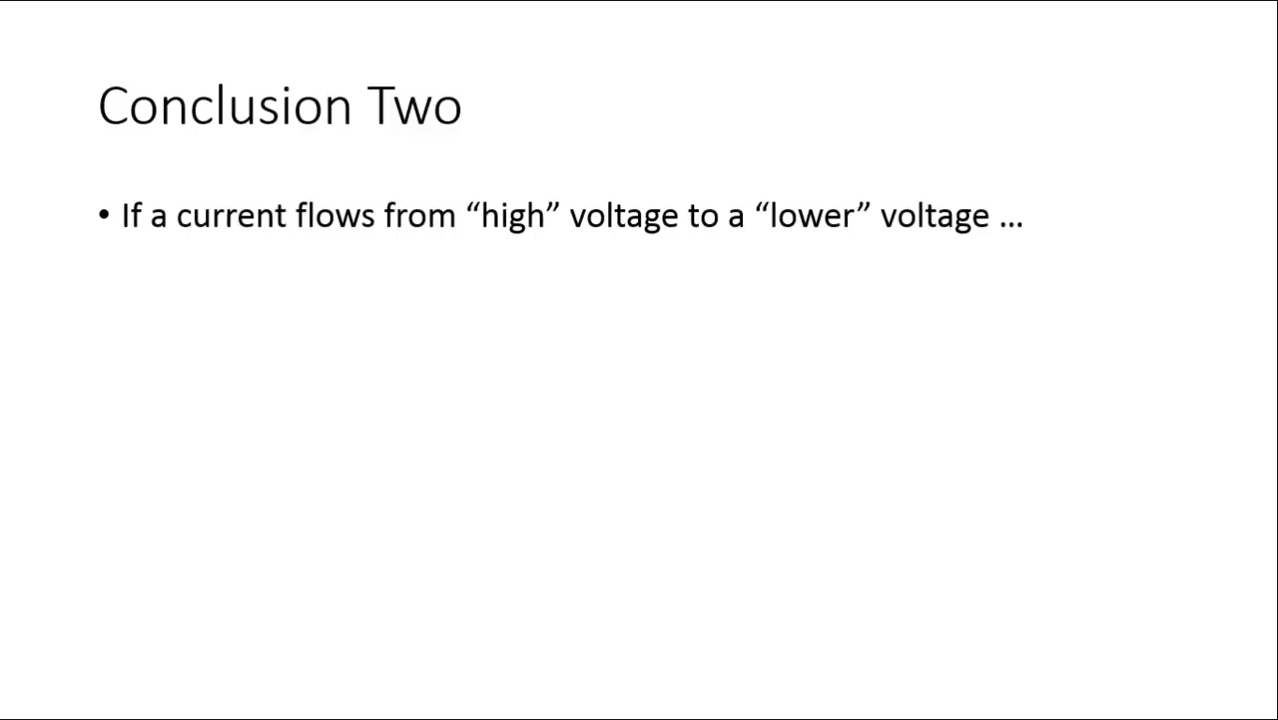 Conclusion Two
• If a current flows from “high” voltage to a “lower” voltage …